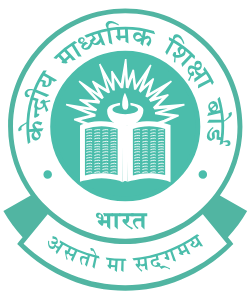 केन्द्रीय माध्यमिक शिक्षा बोर्ड
भारत
असतो मा सद्गमय